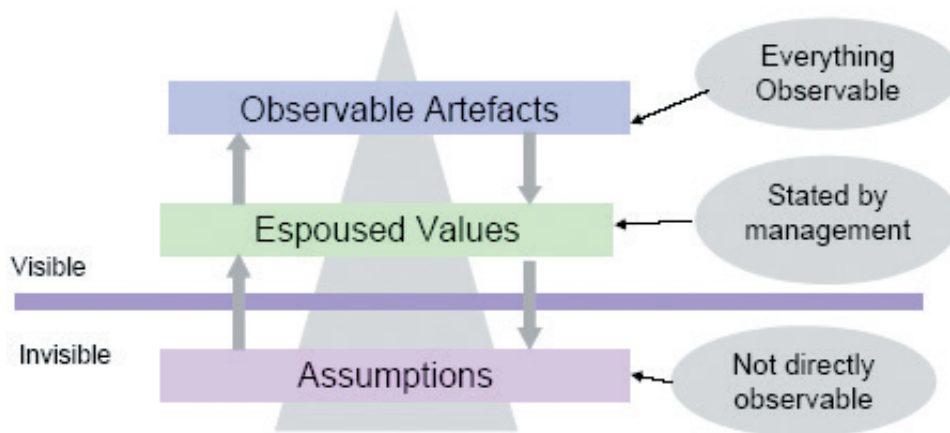 Everything
Observable
Observable Artefacts
Stated by
management
Espoused Values
Visible
Invisible
Assumptions
Not directly
observable